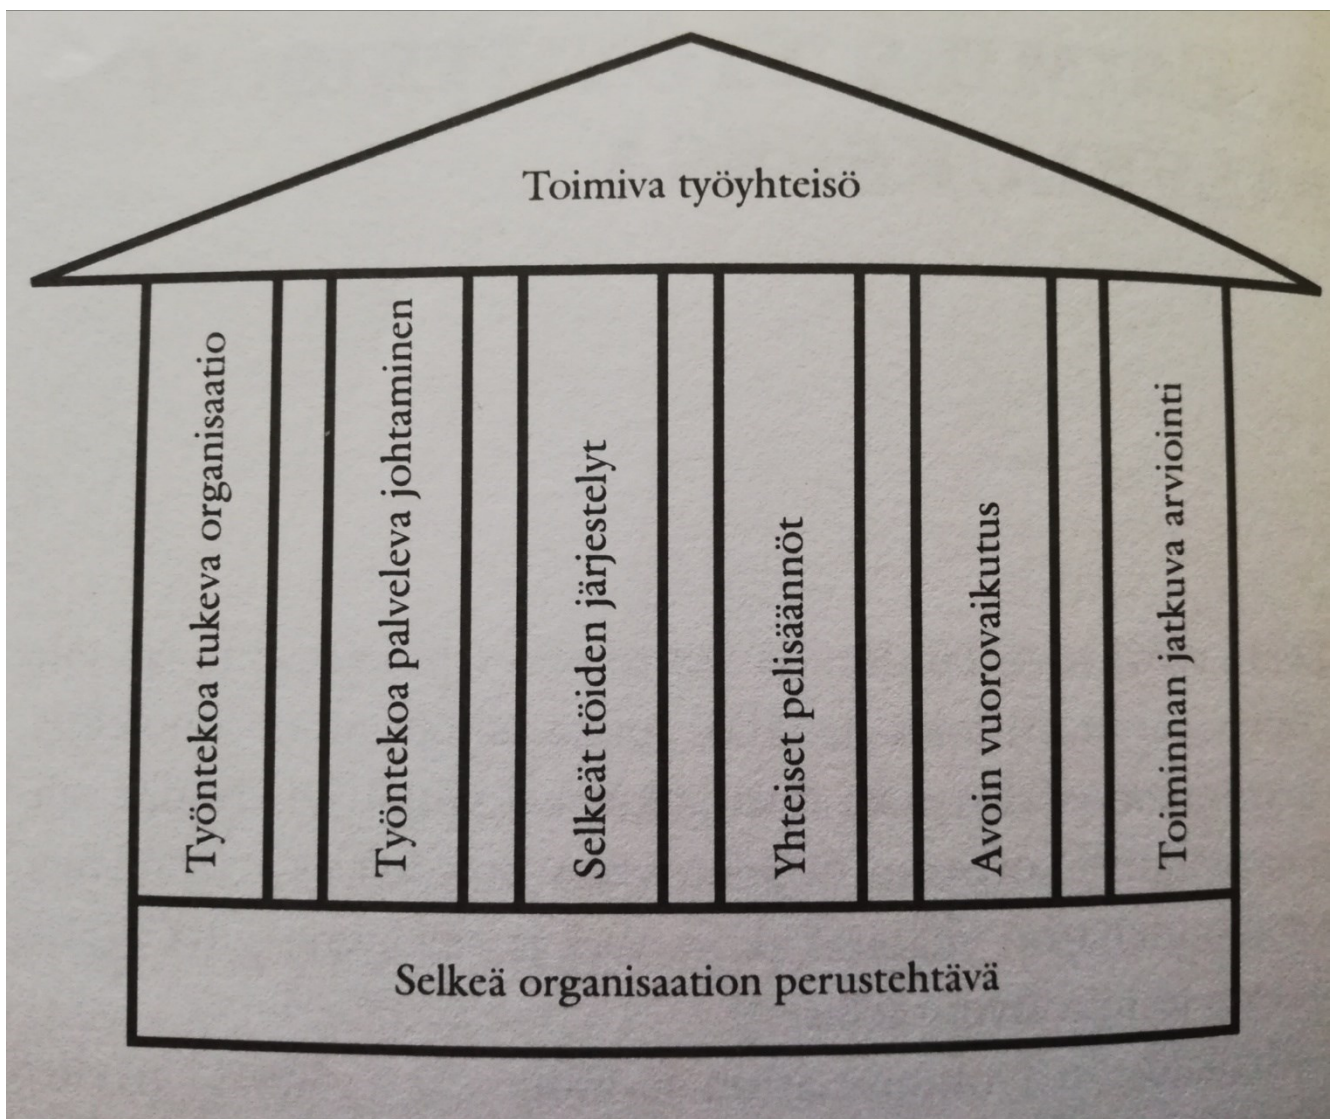 Toimiva työyhteisö
Työntekoa tukeva organisaatio
Työntekoa palveleva johtaminen
Selkeät töiden järjestelyt
Yhteiset pelisäännöt
Avoin vuorovaikutus
Toiminnan jatkuva arviointi
Selkeä organisaation perustehtävä